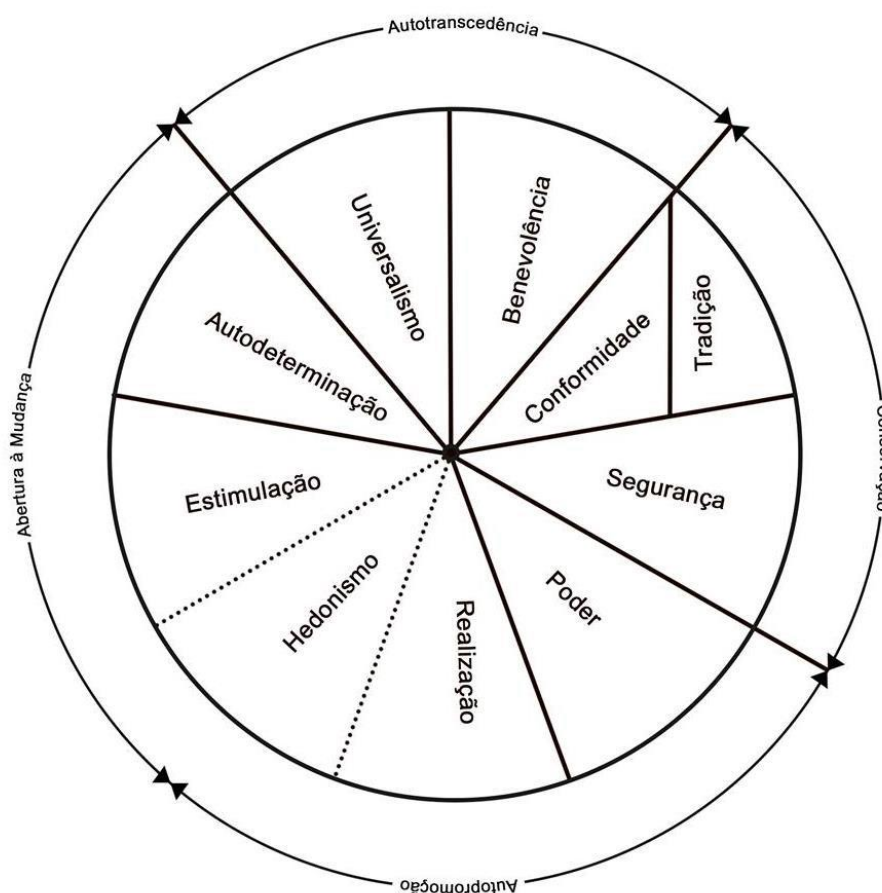 Autotranscedência
Universalismo
Benevolência
Autodeterminação
Conformidade
Tradição
Abertura à Mudança
Estimulação
Segurança
Hedonismo
Realização
Poder
Autopromoção